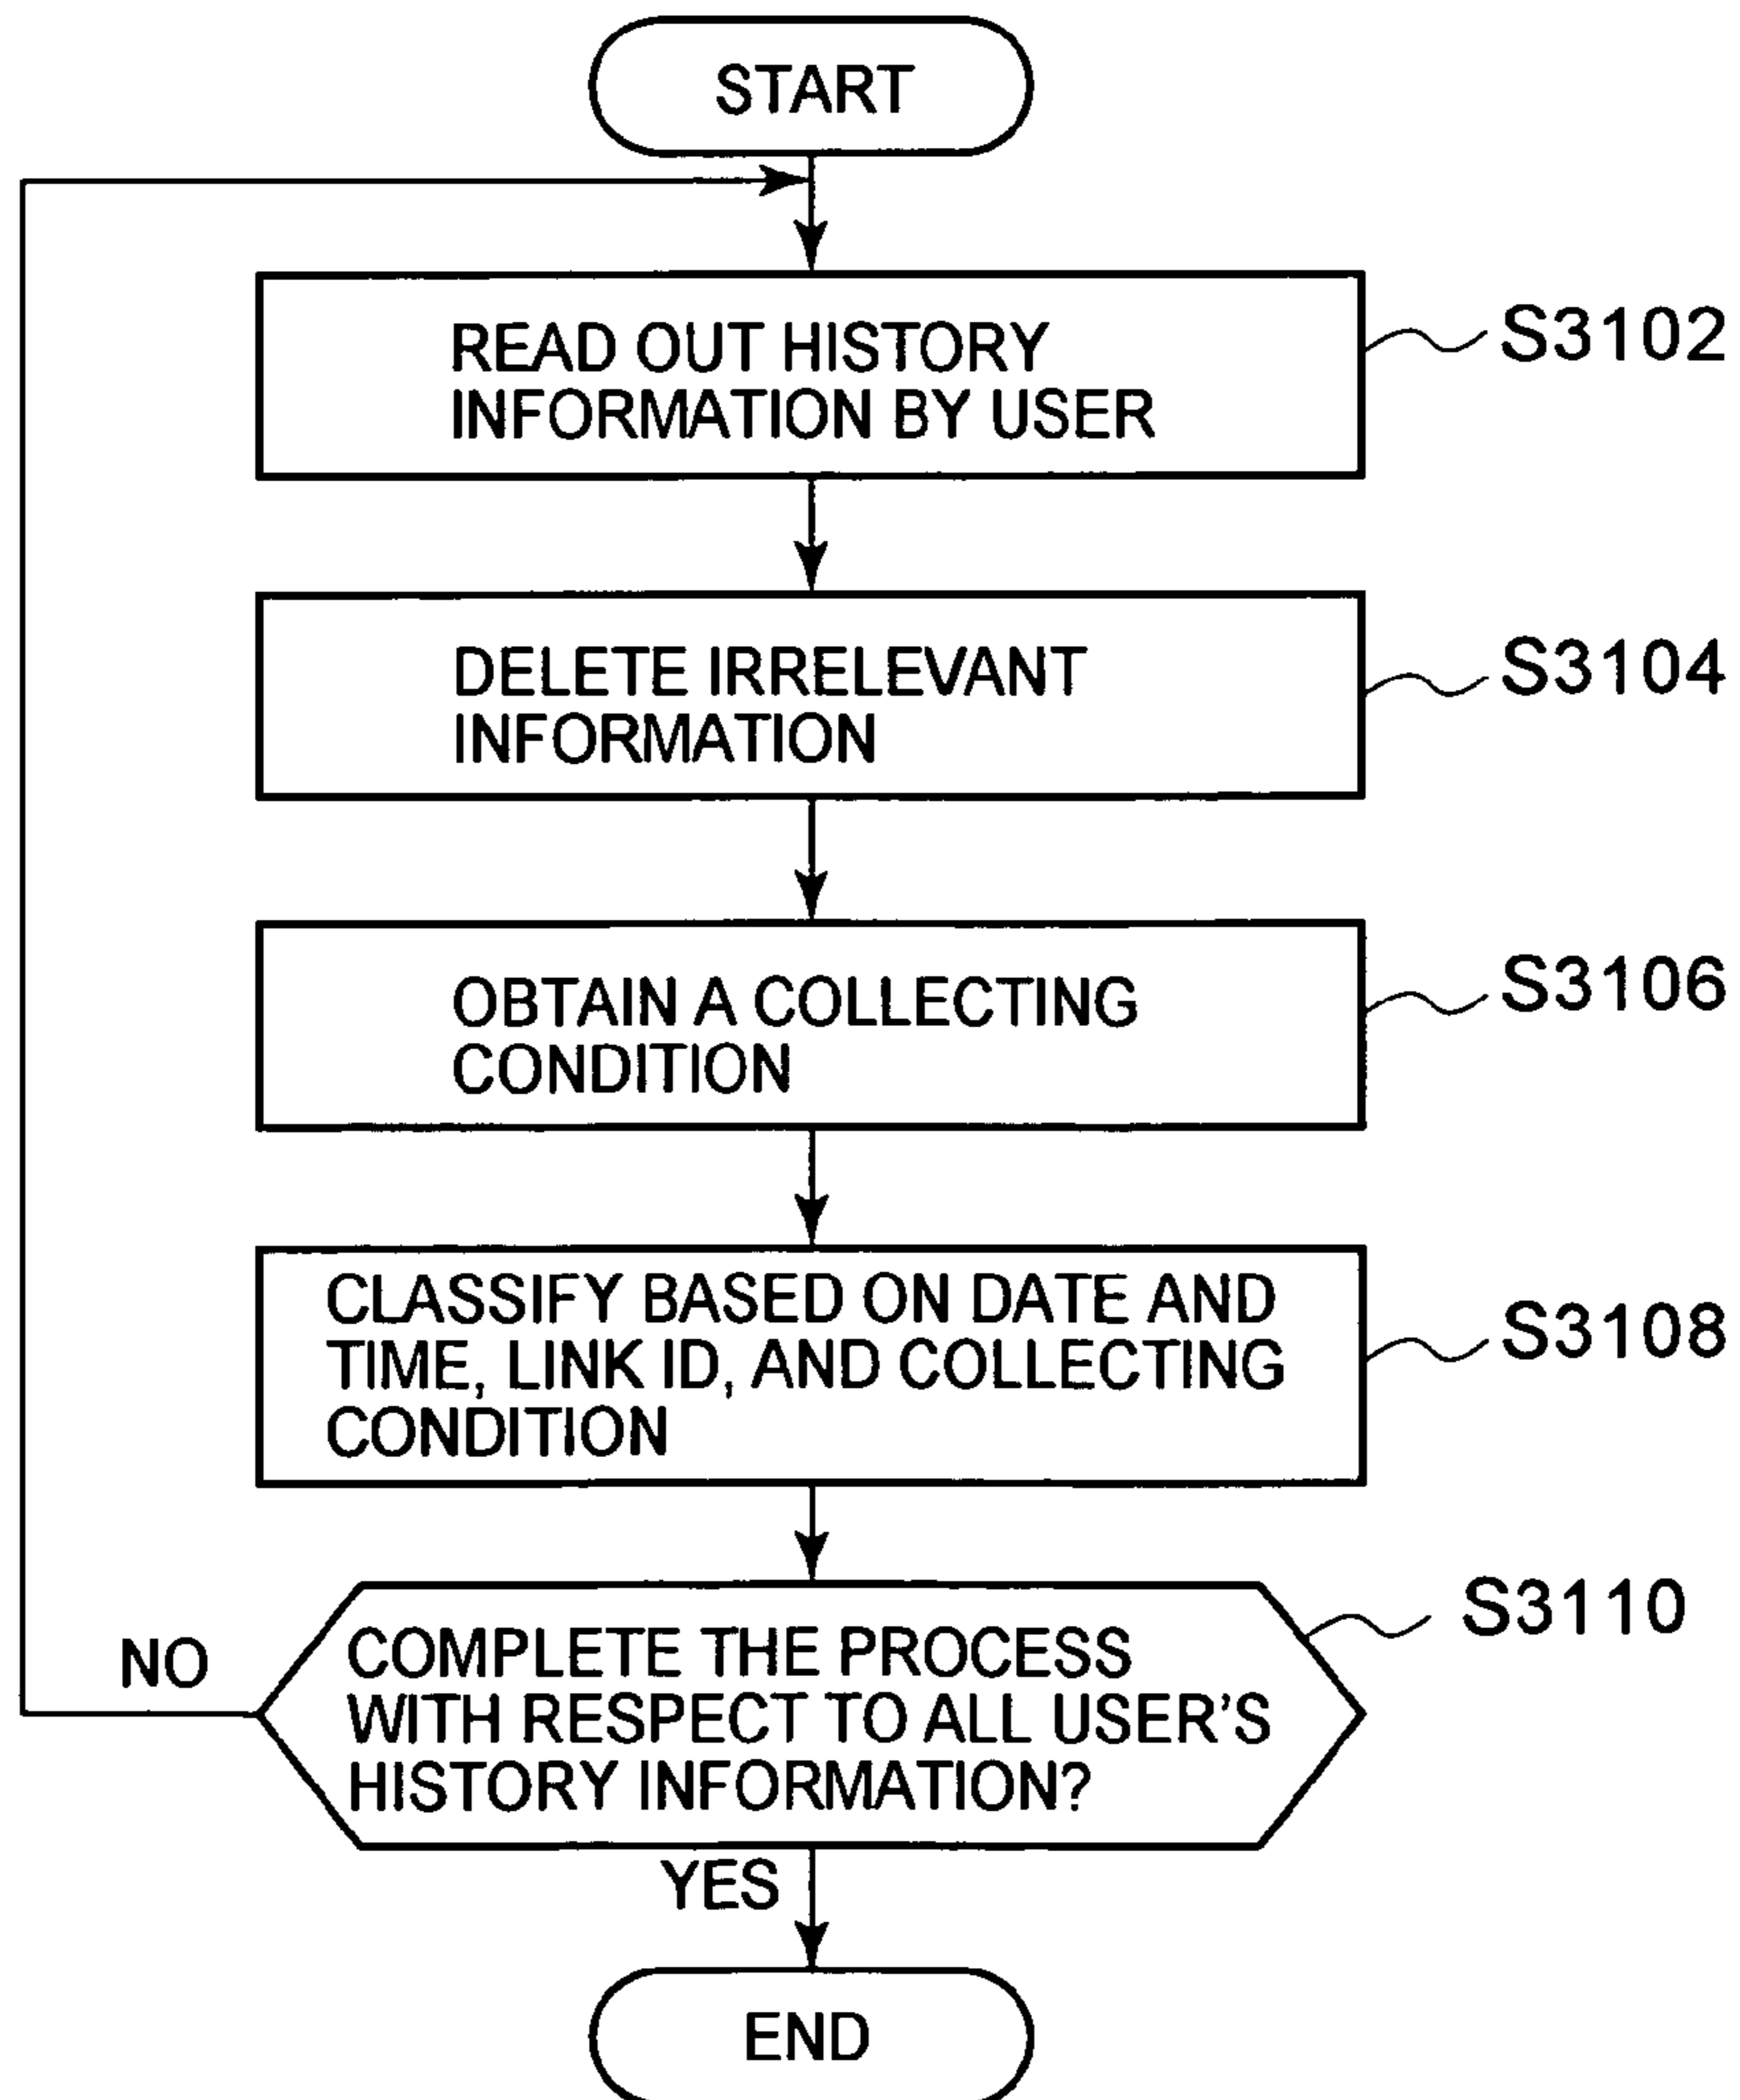 START
READ OUT HISTORY
INFORMATION BY USER
S3102
DELETE IRRELEVANT
INFORMATION
S3104
OBTAIN A COLLECTING
CONDITION
S3106
CLASSIFY BASED ON DATE AND
TIME, LINK ID, AND COLLECTING
CONDITION
S3108
COMPLETE THE PROCESS
WITH RESPECT TO ALL USER'S
HISTORY INFORMATION?
S3110
NO
YES
END